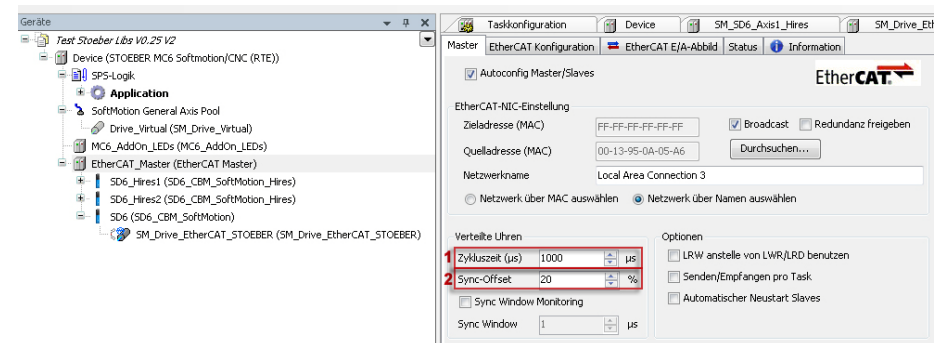 Geräte
Test Stoeber Libs V0.25 V2
Device (STOEBER MC6 Softmotion/CNC (RTE))
SPS-Logik
Application
SoftMotion General Axis Pool
Drive_Virtual (SM_Drive_Virtual)
MC6_AddOn_LEDs (MC6_AddOn_LEDs)
EtherCAT_Master (EtherCAT Master)
SD6_Hires1 (SD6_CBM_SoftMotion_Hires)
SD6_Hires2 (SD6_CBM_SoftMotion_Hires)
SD6 (SD6_CBM_SoftMotion)
SM_Drive_EtherCAT_STOEBER (SM_Drive_EtherCAT_STOEBER)
Taskkonfiguration Device SM_SD6_Axis1_Hires SM_Drive_Eth
Master EtherCAT Konfiguration EtherCAT E/A-Abbild Status Information
Autoconfig Master/Slaves
EtherCAT
EtherCAT-NIC-Einstellung
Zieladresse (MAC) FF-FF-FF-FF-FF-FF Broadcast Redundanz freigeben
Quelladresse (MAC) 00-13-95-0A-05-A6 Durchsuchen...
Netzwerkname Local Area Connection 3
Netzwerk über MAC auswählen Netzwerk über Namen auswählen
Verteilte Uhren
1 Zykluszeit (µs) 1000 µs
2 Sync-Offset 20 %
Sync Window Monitoring
Sync Window 1 µs
Optionen
LRW anstelle von LWR/LRD benutzen
Senden/Empfangen pro Task
Automatischer Neustart Slaves